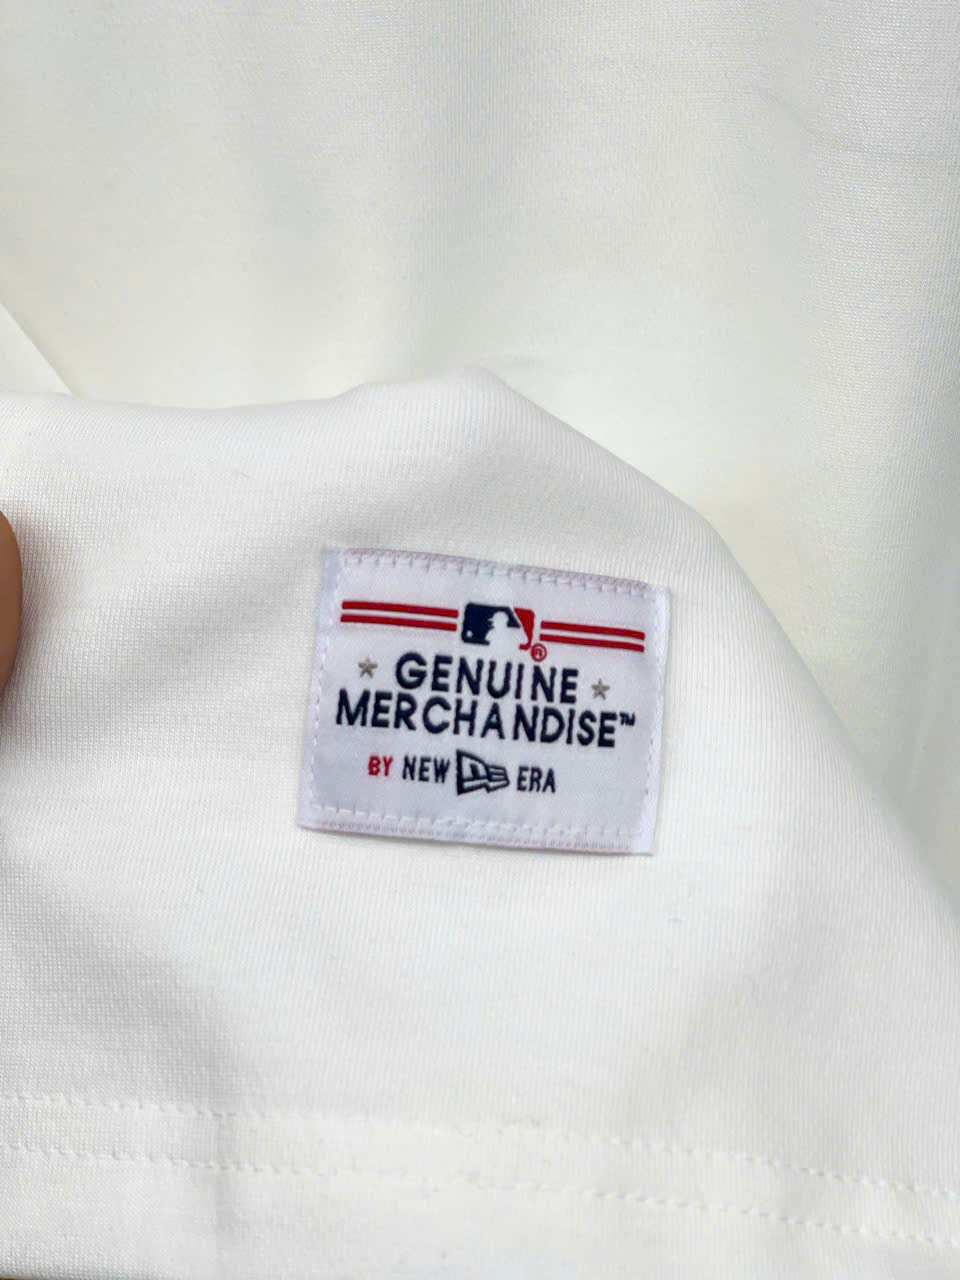 ®
GENUINE
MERCHANDISE™
BY NEW ERA